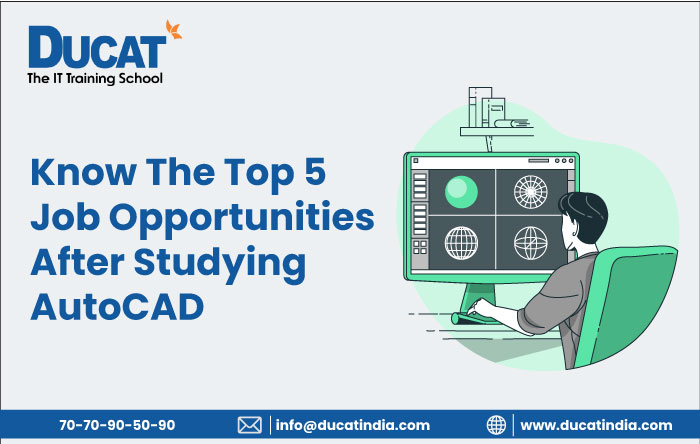 DUCAT
The IT Training School
Know The Top 5
Job Opportunities
After Studying
AutoCAD
70-70-90-50-90
info@ducatindia.com
www.ducatindia.com